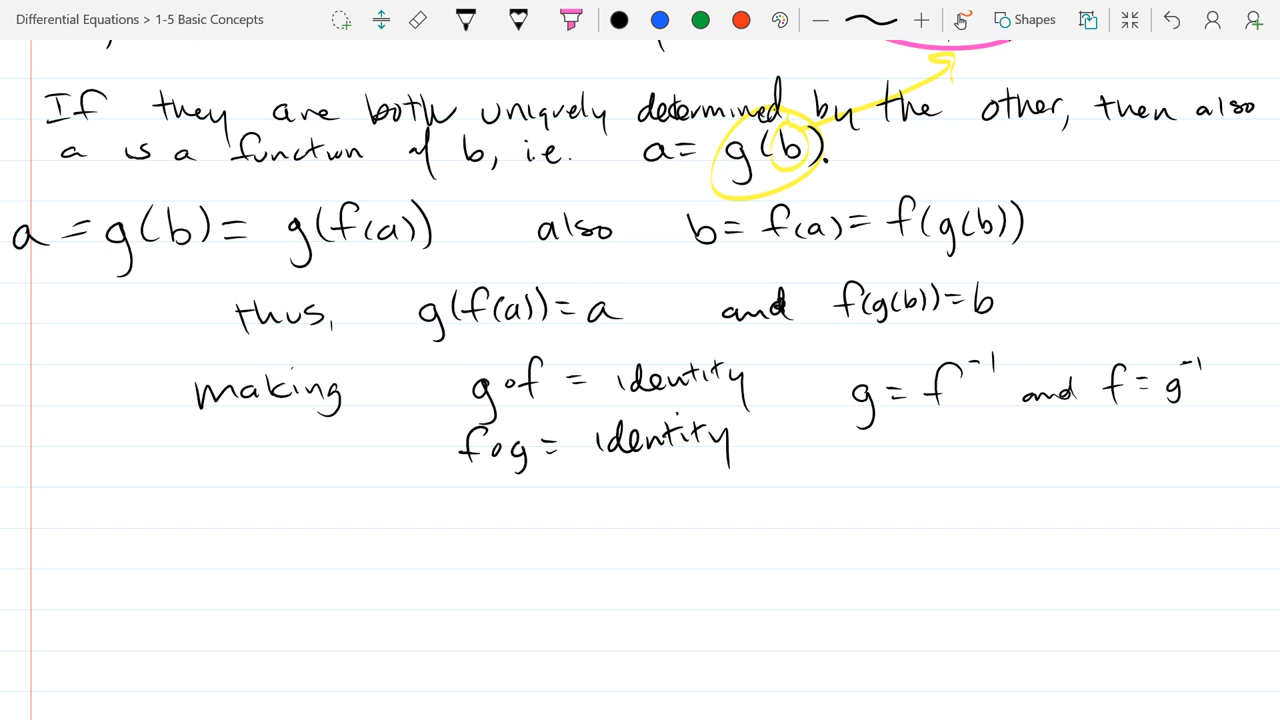 Differential Equations > 1-5 Basic Concepts
Shapes
If they are both uniquely determined by the other, then also
a is a function of b, i.e. a = g(b).
a = g(b) = g(f(a)) also b = f(a) = f(g(b))
thus, g(f(a)) = a and f(g(b)) = b
making g∘f = identity g = f⁻¹ and f = g⁻¹
f∘g = identity